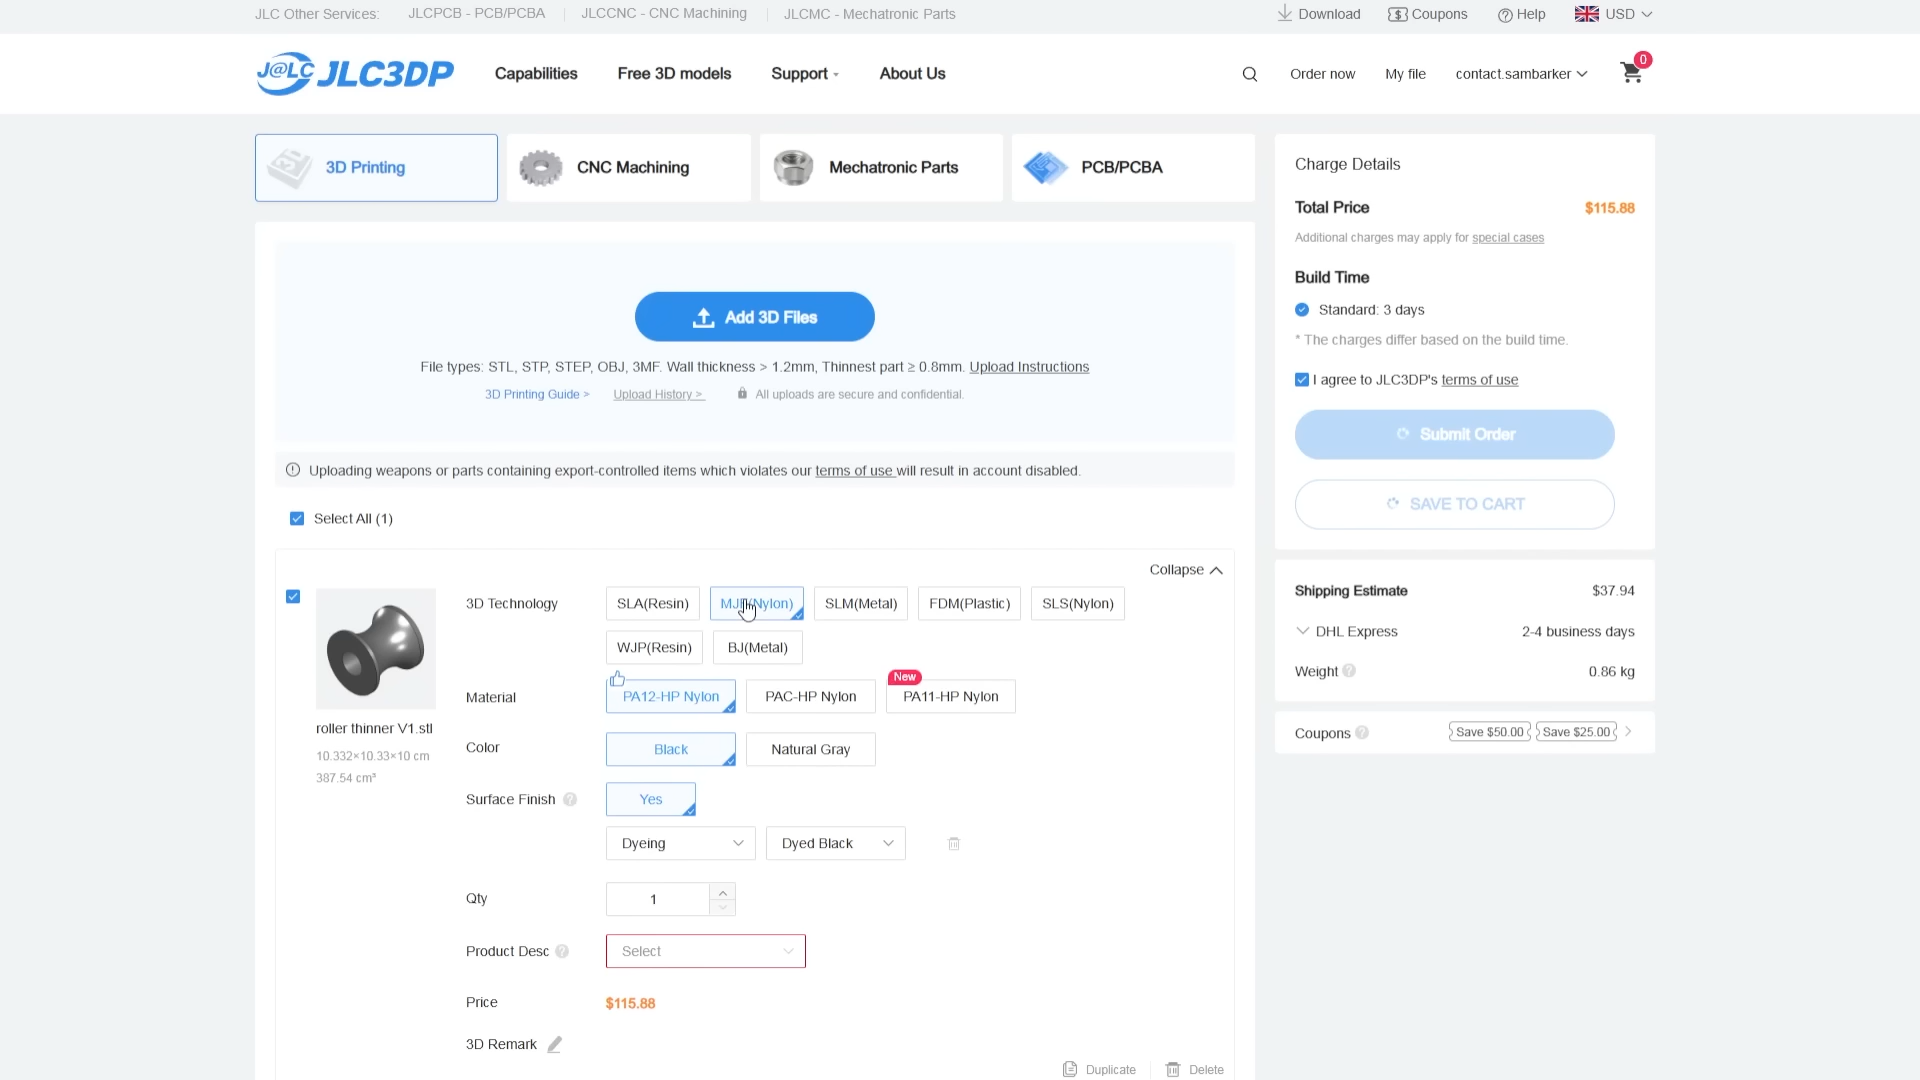 JLC Other Services: JLCPCB - PCB/PCBA JLCCNC - CNC Machining JLCMC - Mechatronic Parts Download Coupons Help USD
J@LC JLC3DP Capabilities Free 3D models Support About Us Order now My file contact.sambarker 0
3D Printing CNC Machining Mechatronic Parts PCB/PCBA
Add 3D Files
File types: STL, STP, STEP, OBJ, 3MF. Wall thickness > 1.2mm, Thinnest part ≥ 0.8mm. Upload Instructions
3D Printing Guide > Upload History > All uploads are secure and confidential.
Uploading weapons or parts containing export-controlled items which violates our terms of use will result in account disabled.
Select All (1)
Collapse
roller thinner V1.stl
10.332×10.33×10 cm
387.54 cm³
3D Technology SLA(Resin) MJF(Nylon) SLM(Metal) FDM(Plastic) SLS(Nylon)
WJP(Resin) BJ(Metal)
New
Material PA12-HP Nylon PAC-HP Nylon PA11-HP Nylon
Color Black Natural Gray
Surface Finish Yes
Dyeing Dyed Black
Qty 1
Product Desc Select
Price $115.88
3D Remark
Duplicate Delete
Charge Details
Total Price $115.88
Additional charges may apply for special cases
Build Time
Standard: 3 days
* The charges differ based on the build time.
I agree to JLC3DP's terms of use
Submit Order
SAVE TO CART
Shipping Estimate $37.94
DHL Express 2-4 business days
Weight 0.86 kg
Coupons Save $50.00 Save $25.00